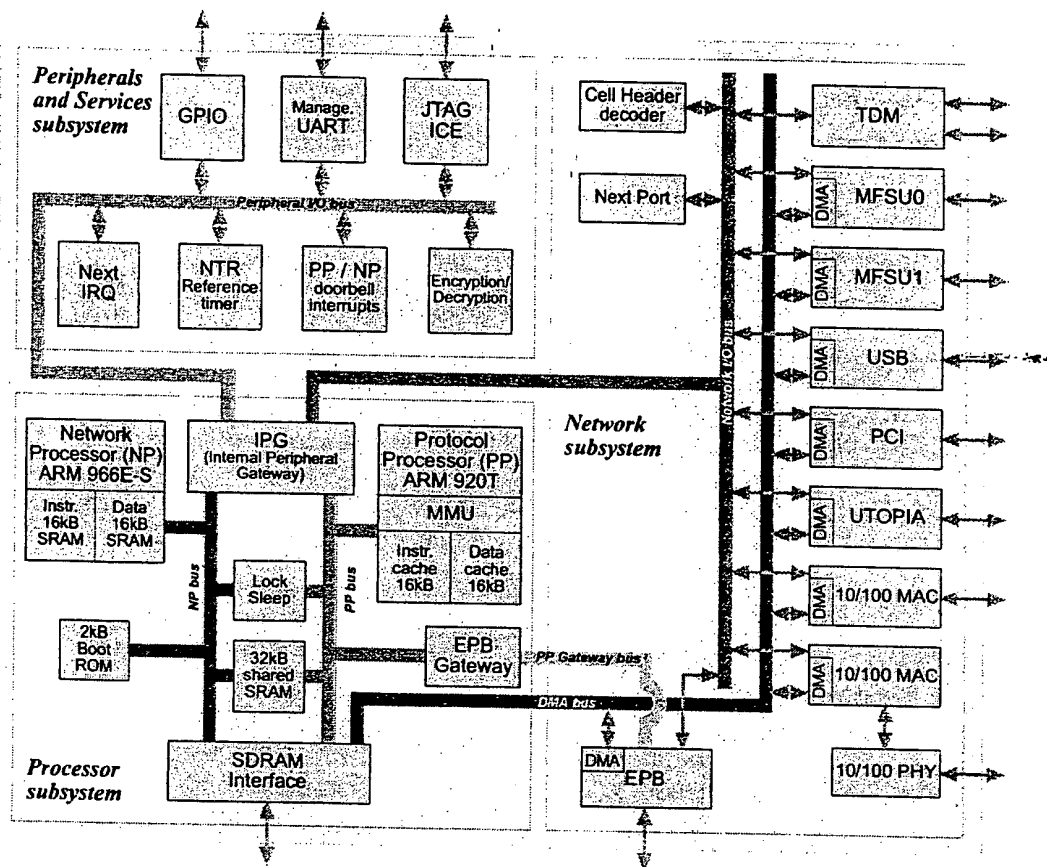 Peripherals
and Services
subsystem
GPIO
Manage.
UART
JTAG
ICE
Peripheral I/O bus
Next
IRQ
NTR
Reference
timer
PP / NP
doorbell
interrupts
Encryption/
Decryption
Cell Header
decoder
Next Port
TDM
DMA
MFSU0
DMA
MFSU1
DMA
USB
DMA
PCI
DMA
UTOPIA
DMA
10/100 MAC
DMA
10/100 MAC
10/100 PHY
Network I/O bus
Network
subsystem
Network
Processor (NP)
ARM 966E-S
Instr.
16kB
SRAM
Data
16kB
SRAM
IPG
(Internal Peripheral
Gateway)
Protocol
Processor (PP)
ARM 920T
MMU
Instr.
cache
16kB
Data
cache
16kB
NP bus
PP bus
Lock
Sleep
2kB
Boot
ROM
32kB
shared
SRAM
EPB
Gateway
PP Gateway bus
DMA bus
SDRAM
Interface
DMA
EPB
Processor
subsystem